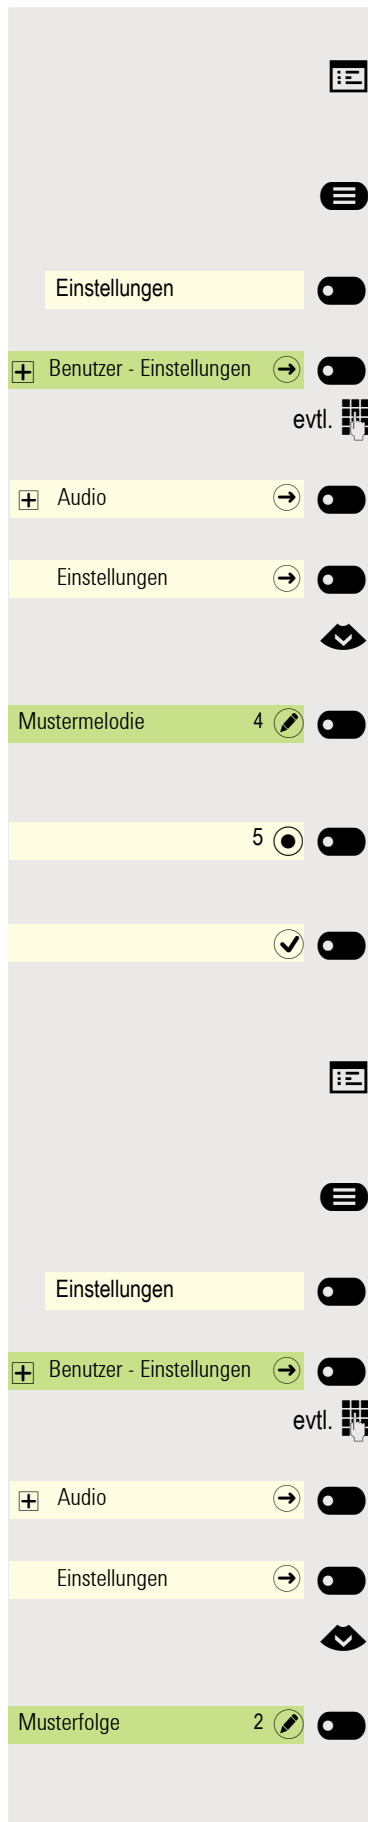 Einstellungen
Benutzer - Einstellungen
evtl.
Audio
Einstellungen
Mustermelodie 4
5
Einstellungen
Benutzer - Einstellungen
evtl.
Audio
Einstellungen
Musterfolge 2